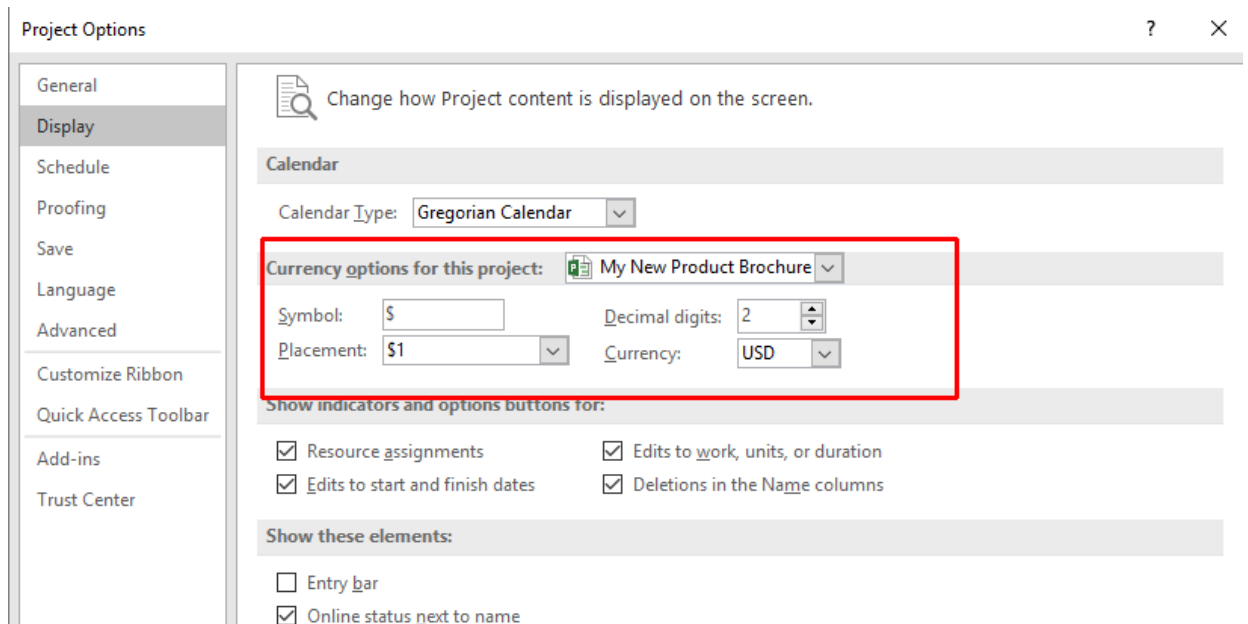 Project Options ?
General
Display
Schedule
Proofing
Save
Language
Advanced
Customize Ribbon
Quick Access Toolbar
Add-ins
Trust Center
Change how Project content is displayed on the screen.
Calendar
Calendar Type: Gregorian Calendar
Currency options for this project: My New Product Brochure
Symbol: $ Decimal digits: 2
Placement: $1 Currency: USD
Show indicators and options buttons for:
Resource assignments Edits to work, units, or duration
Edits to start and finish dates Deletions in the Name columns
Show these elements:
Entry bar
Online status next to name